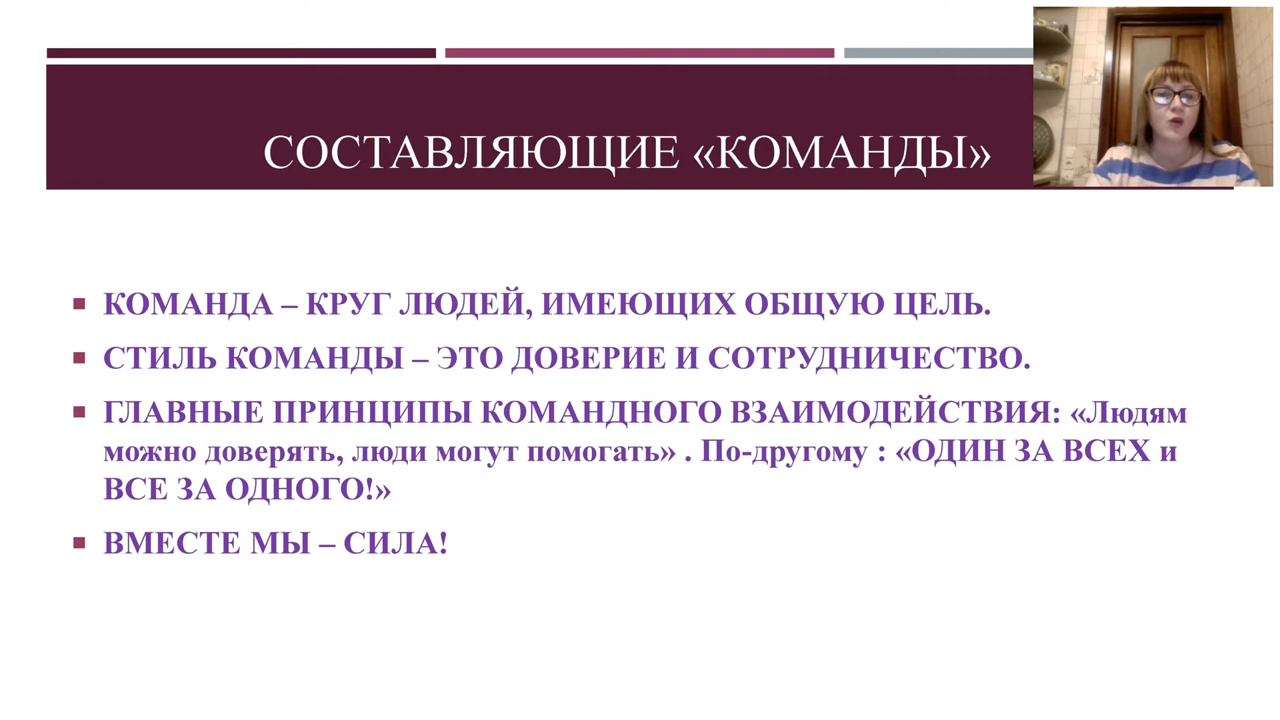 СОСТАВЛЯЮЩИЕ «КОМАНДЫ»
КОМАНДА – КРУГ ЛЮДЕЙ, ИМЕЮЩИХ ОБЩУЮ ЦЕЛЬ.
СТИЛЬ КОМАНДЫ – ЭТО ДОВЕРИЕ И СОТРУДНИЧЕСТВО.
ГЛАВНЫЕ ПРИНЦИПЫ КОМАНДНОГО ВЗАИМОДЕЙСТВИЯ: «Людям
можно доверять, люди могут помогать» . По-другому : «ОДИН ЗА ВСЕХ и
ВСЕ ЗА ОДНОГО!»
ВМЕСТЕ МЫ – СИЛА!